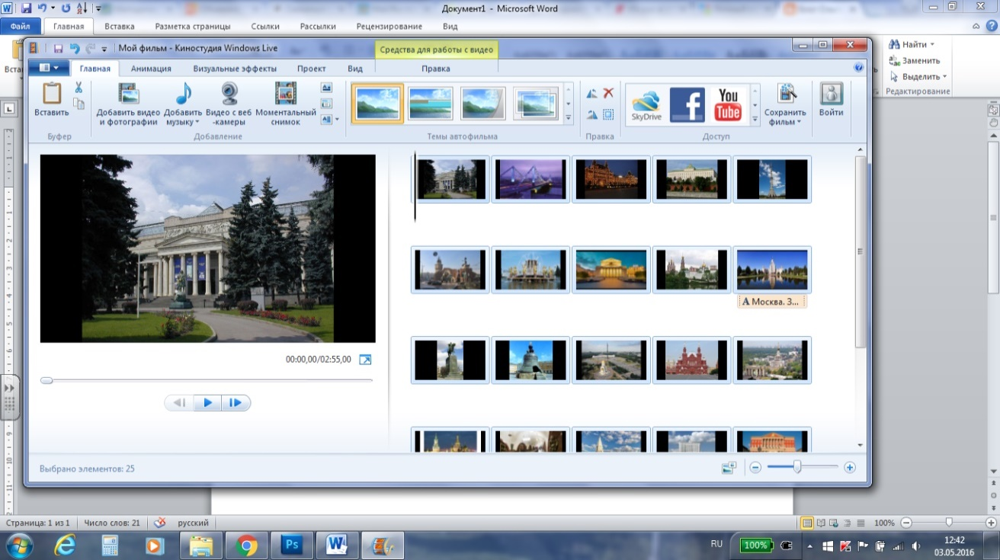 Документ1 - Microsoft Word
Файл Главная Вставка Разметка страницы Ссылки Рассылки Рецензирование Вид
Найти
Заменить
Выделить
Редактирование
Мой фильм - Киностудия Windows Live
Средства для работы с видео
Главная Анимация Визуальные эффекты Проект Вид Правка
Вставить
Добавить видео и фотографии
Добавить музыку
Видео с веб -камеры
Моментальный снимок
SkyDrive
You Tube
Сохранить фильм
Войти
Буфер Добавление Темы автофильма Правка Доступ
00:00,00/02:55,00
A Москва. З...
Выбрано элементов: 25
Страница: 1 из 1 Число слов: 21 русский 100%
Ps W
RU 100% 12:42
03.05.2016